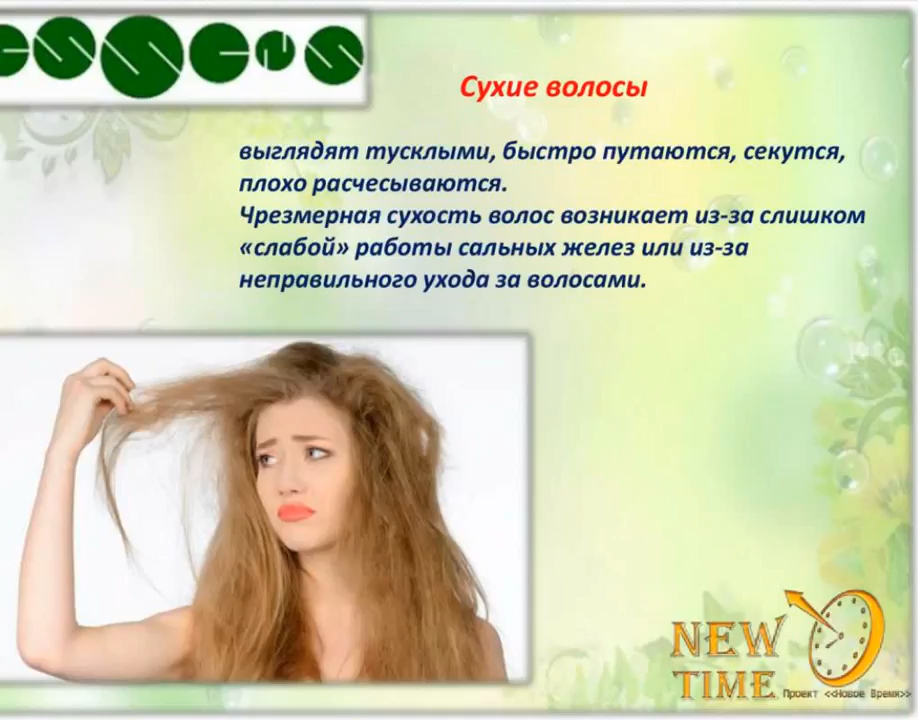 Сухие волосы
выглядят тусклыми, быстро путаются, секутся,
плохо расчесываются.
Чрезмерная сухость волос возникает из-за слишком
«слабой» работы сальных желез или из-за
неправильного ухода за волосами.
NEW
TIME
Проект <<Новое Время>>